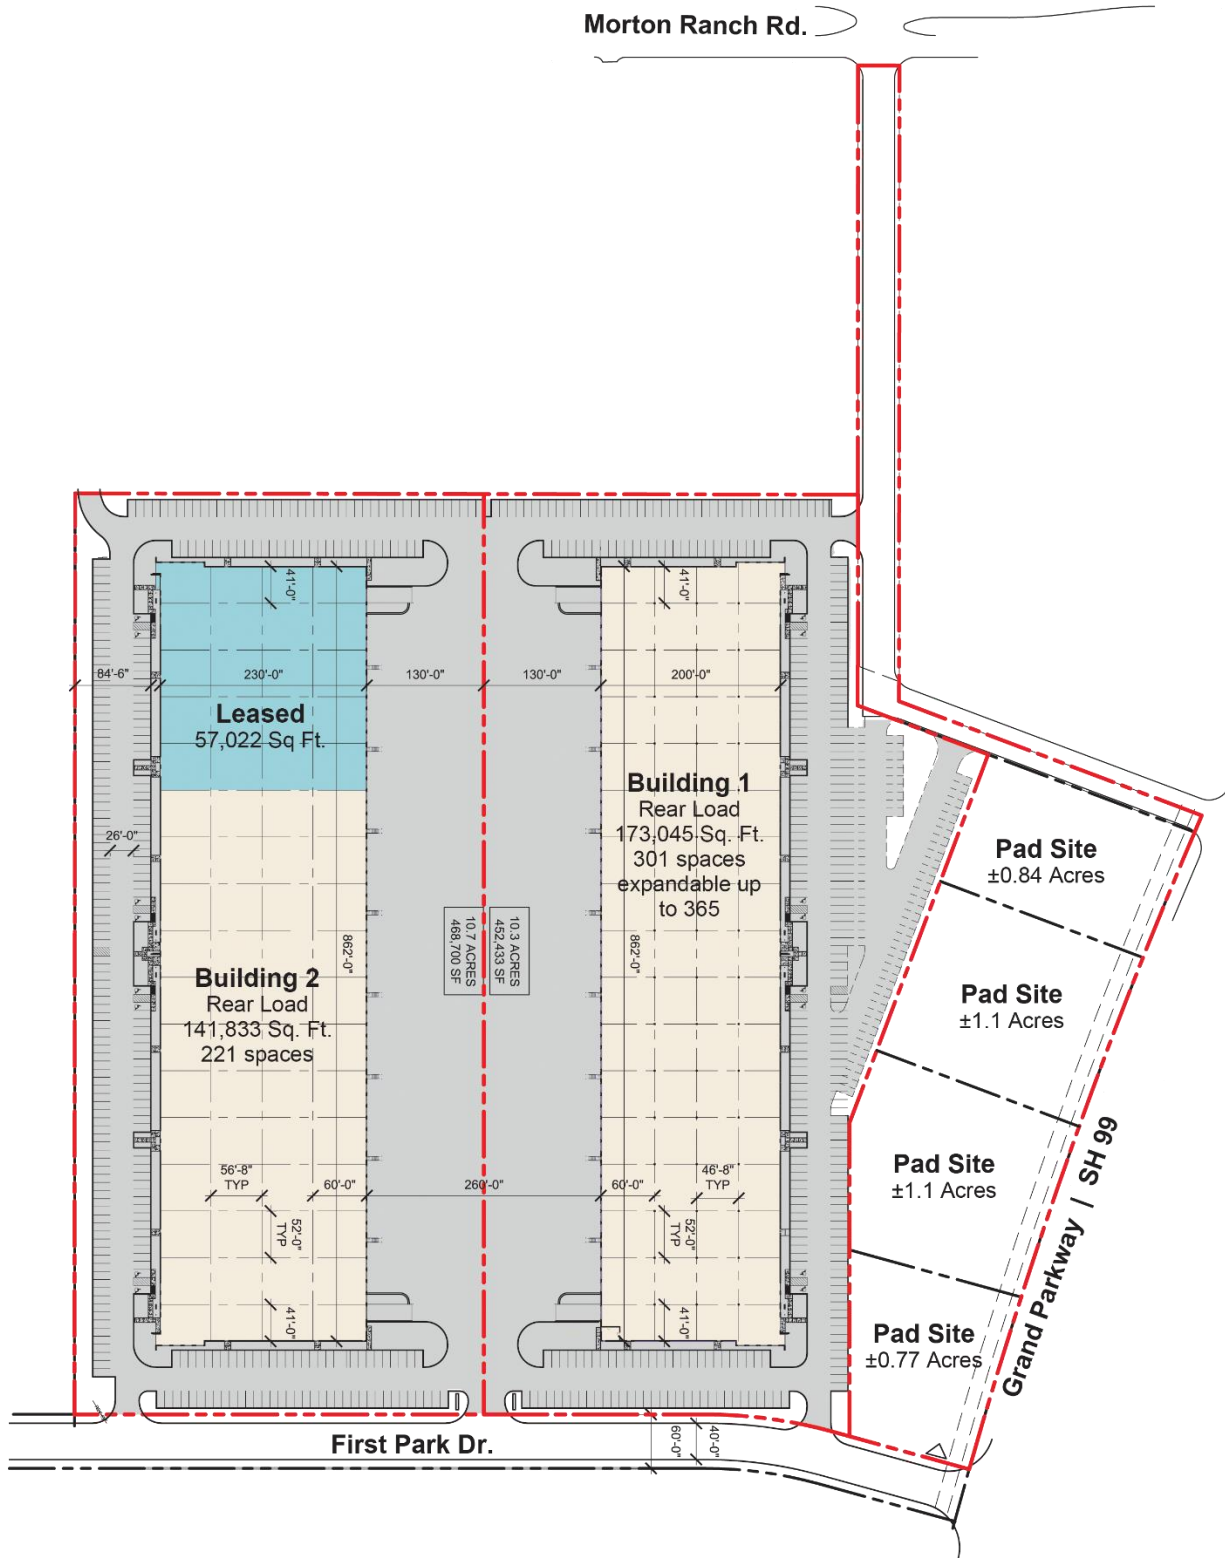 Morton Ranch Rd.
41'-0"
41'-0"
84'-6"
230'-0"
130'-0"
130'-0"
200'-0"
Leased
57,022 Sq Ft.
Building 1
Rear Load
173,045 Sq. Ft.
301 spaces
expandable up
to 365
26'-0"
Pad Site
±0.84 Acres
862'-0"
10.7 ACRES
468,700 SF
10.3 ACRES
452,433 SF
862'-0"
Building 2
Rear Load
141,833 Sq. Ft.
221 spaces
Pad Site
±1.1 Acres
Pad Site
±1.1 Acres
56'-8"
TYP
60'-0"
260'-0"
60'-0"
46'-8"
TYP
52'-0"
TYP
52'-0"
TYP
41'-0"
41'-0"
Pad Site
±0.77 Acres
Grand Parkway | SH 99
First Park Dr.
60'-0"
40'-0"